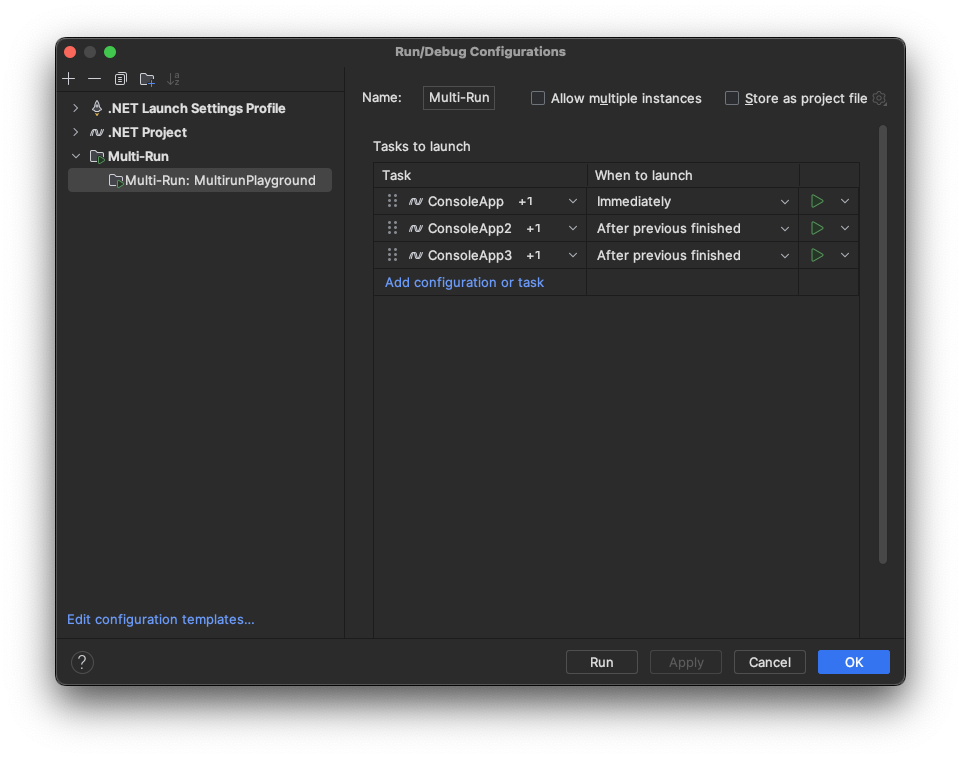 Run/Debug Configurations
.NET Launch Settings Profile
.NET Project
Multi-Run
Multi-Run: MultirunPlayground
Edit configuration templates...
Name: Multi-Run Allow multiple instances Store as project file
Tasks to launch
Task When to launch
ConsoleApp +1 Immediately
ConsoleApp2 +1 After previous finished
ConsoleApp3 +1 After previous finished
Add configuration or task
? Run Apply Cancel OK